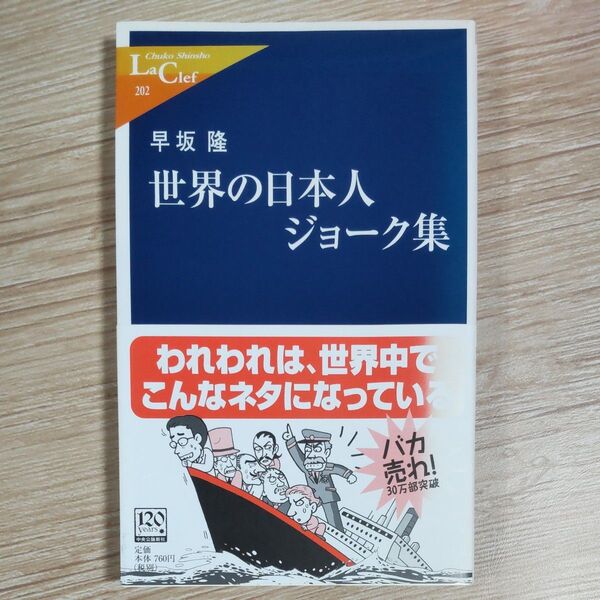 Chuko Shinsho
La Clef
202
早坂 隆
世界の日本人
ジョーク集
われわれは、世界中で
こんなネタになっている
バカ
売れ!
30万部突破
120
years!
中央公論新社
定価
本体 760円
(税別)